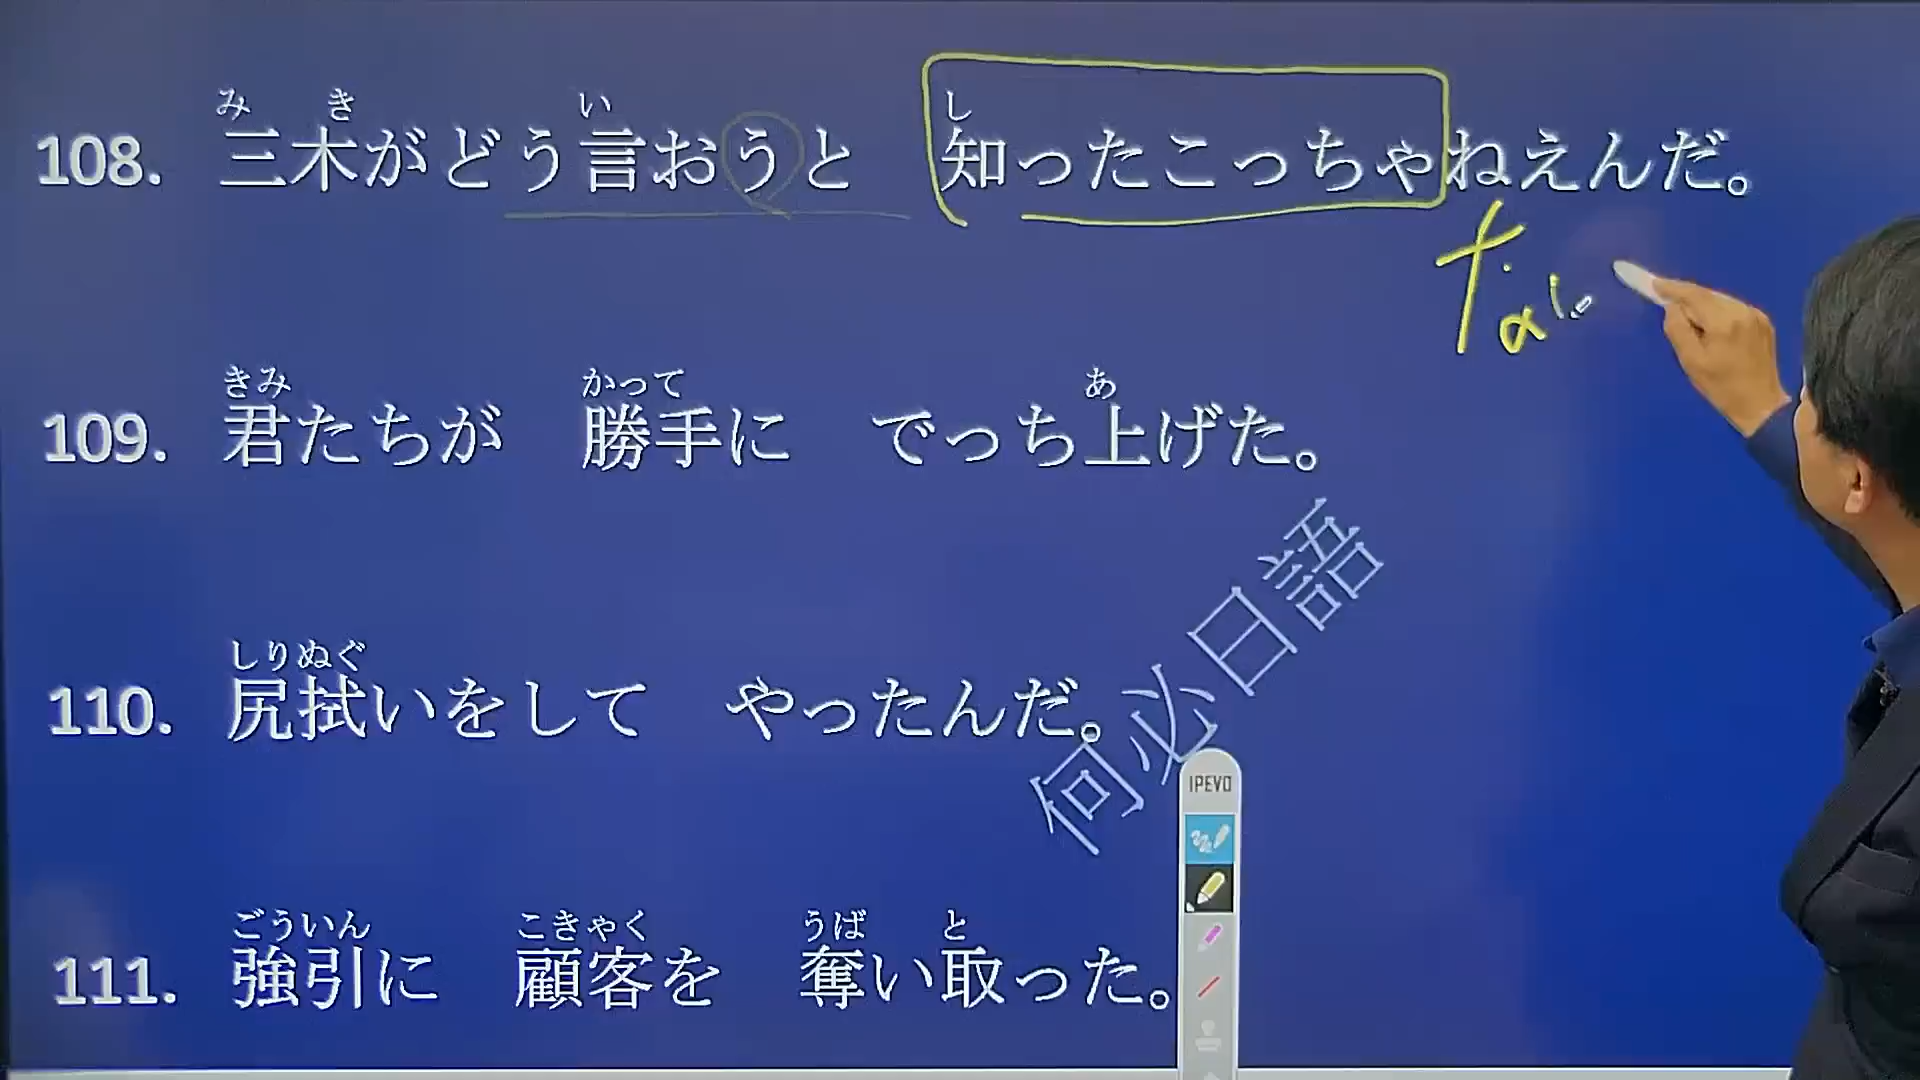 み き い し
108. 三木がどう言おうと 知ったこっちゃねえんだ。
ない
きみ かって あ
109. 君たちが 勝手に でっち上げた。
しりぬぐ
110. 尻拭いをして やったんだ。
何必日語
IPEVO
ごういん こきゃく うば と
111. 強引に 顧客を 奪い取った。